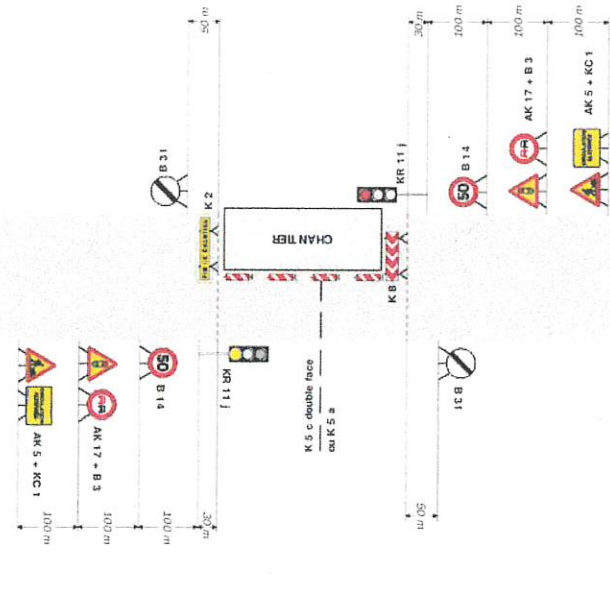 50 m
30 m
100 m
100 m
100 m
B 31
K 2
KR 11 j
50
B 14
AK 17 + B 3
AK 5 + KC 1
CHANTIER
K 8
AK 5 + KC 1
AK 17 + B 3
50
B 14
KR 11 j
K 5 c double face
ou K 5 a
B 31
100 m
100 m
100 m
30 m
50 m